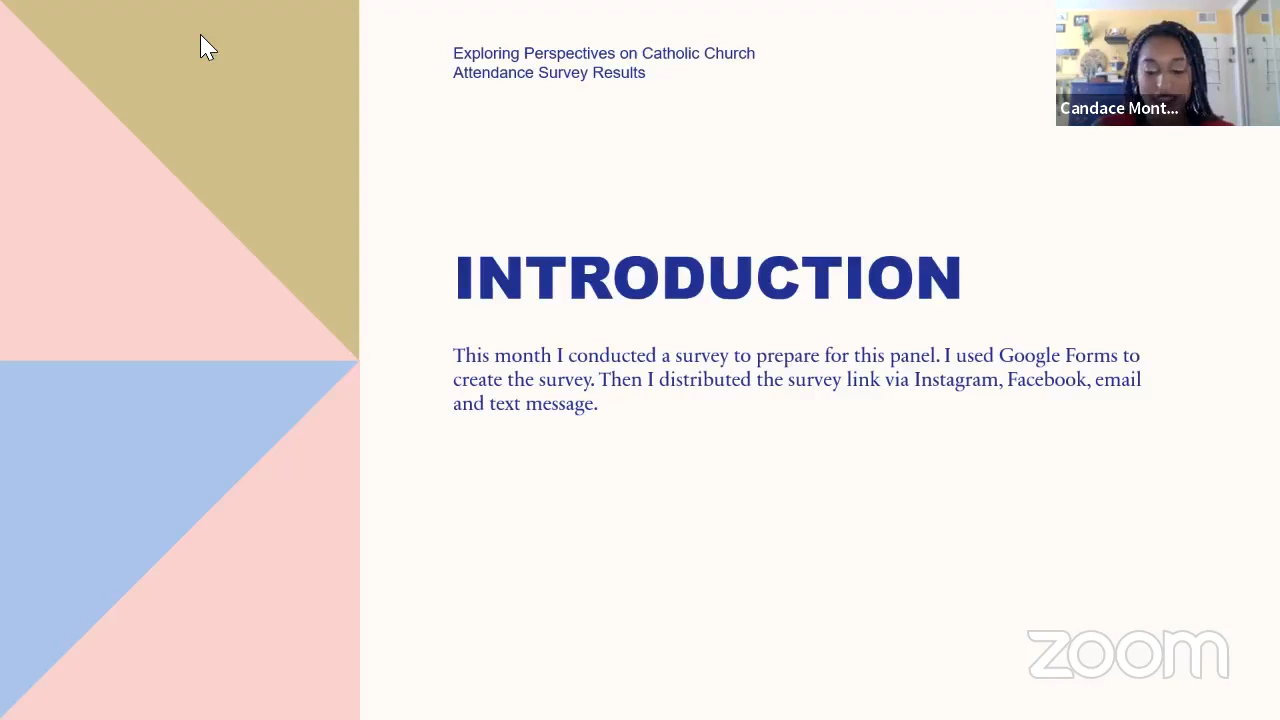 Exploring Perspectives on Catholic Church
Attendance Survey Results
Candace Mont...
INTRODUCTION
This month I conducted a survey to prepare for this panel. I used Google Forms to
create the survey. Then I distributed the survey link via Instagram, Facebook, email
and text message.
zoom